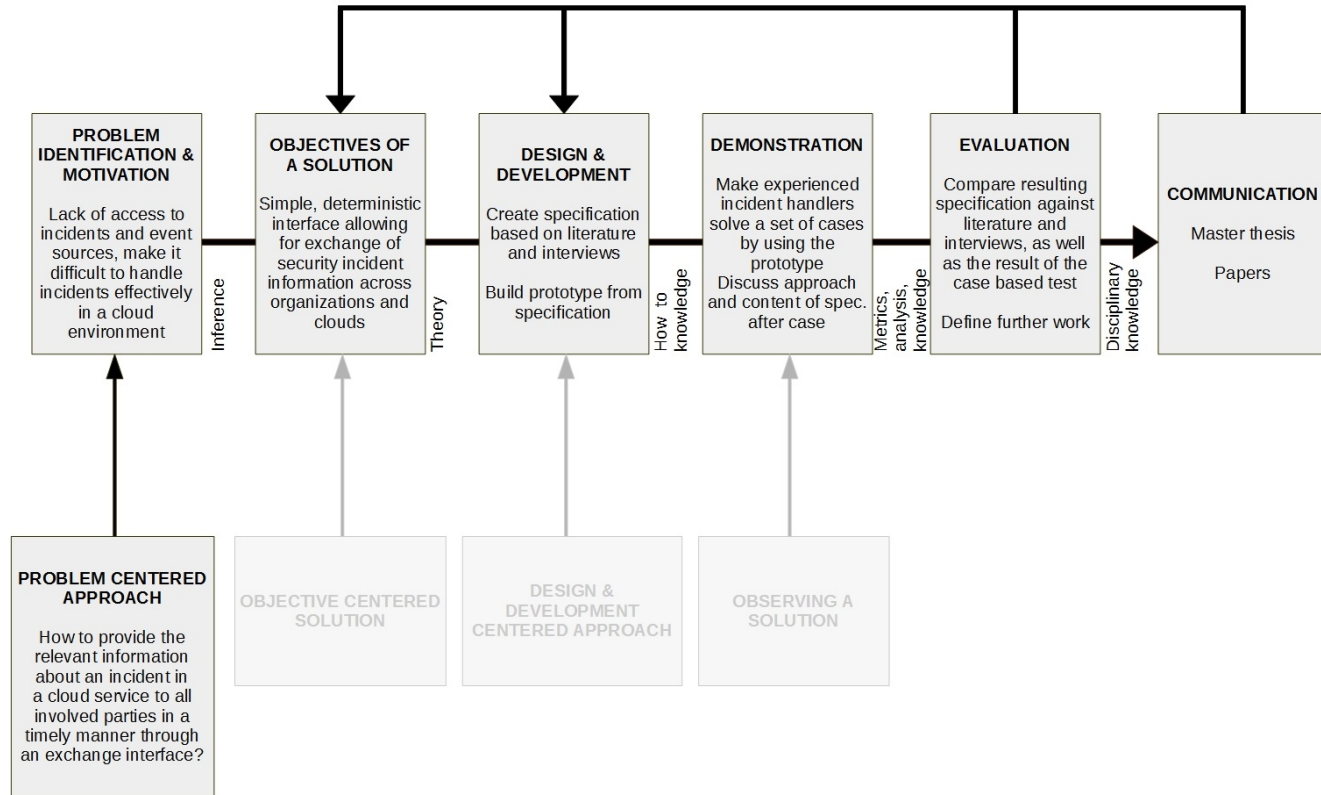 PROBLEM
IDENTIFICATION &
MOTIVATION
Lack of access to
incidents and event
sources, make it
difficult to handle
incidents effectively
in a cloud
environment
Inference
OBJECTIVES OF
A SOLUTION
Simple, deterministic
interface allowing
for exchange of
security incident
information across
organizations and
clouds
Theory
DESIGN &
DEVELOPMENT
Create specification
based on literature
and interviews
Build prototype from
specification
How to
knowledge
DEMONSTRATION
Make experienced
incident handlers
solve a set of cases
by using the
prototype
Discuss approach
and content of spec.
after case
Metrics,
analysis,
knowledge
EVALUATION
Compare resulting
specification against
literature and
interviews, as well
as the result of the
case based test
Define further work
Disciplinary
knowledge
COMMUNICATION
Master thesis
Papers
PROBLEM CENTERED
APPROACH
How to provide the
relevant information
about an incident in
a cloud service to all
involved parties in a
timely manner through
an exchange interface?
OBJECTIVE CENTERED
SOLUTION
DESIGN &
DEVELOPMENT
CENTERED APPROACH
OBSERVING A
SOLUTION